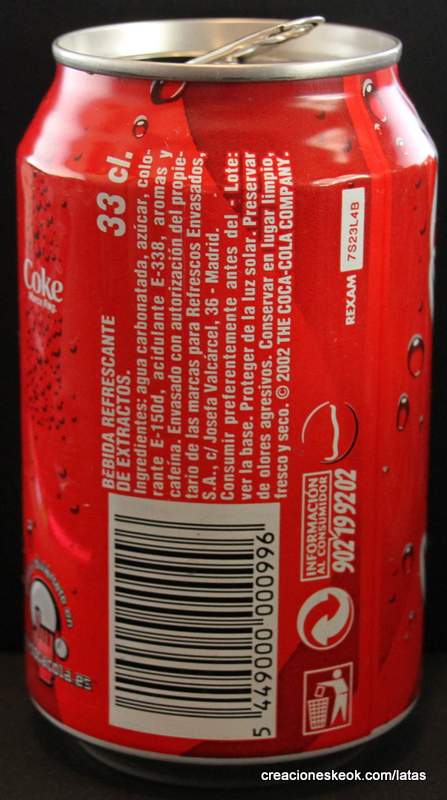 Coke
Marca Reg.
33 cl.
BEBIDA REFRESCANTE
DE EXTRACTOS.
Ingredientes: agua carbonatada, azúcar, colo-
rante E-150d, acidulante E-338, aromas y
cafeína. Envasado con autorización del propie-
tario de las marcas para Refrescos Envasados,
S.A., c/ Josefa Valcárcel, 36 - Madrid.
Consumir preferentemente antes del - Lote:
ver la base. Proteger de la luz solar. Preservar
de olores agresivos. Conservar en lugar limpio,
fresco y seco. © 2002 THE COCA-COLA COMPANY.
REXAM 7S23L4B
INFORMACIÓN
AL CONSUMIDOR
902 19 92 02
5 449000 000996
creacioneskeok.com/latas